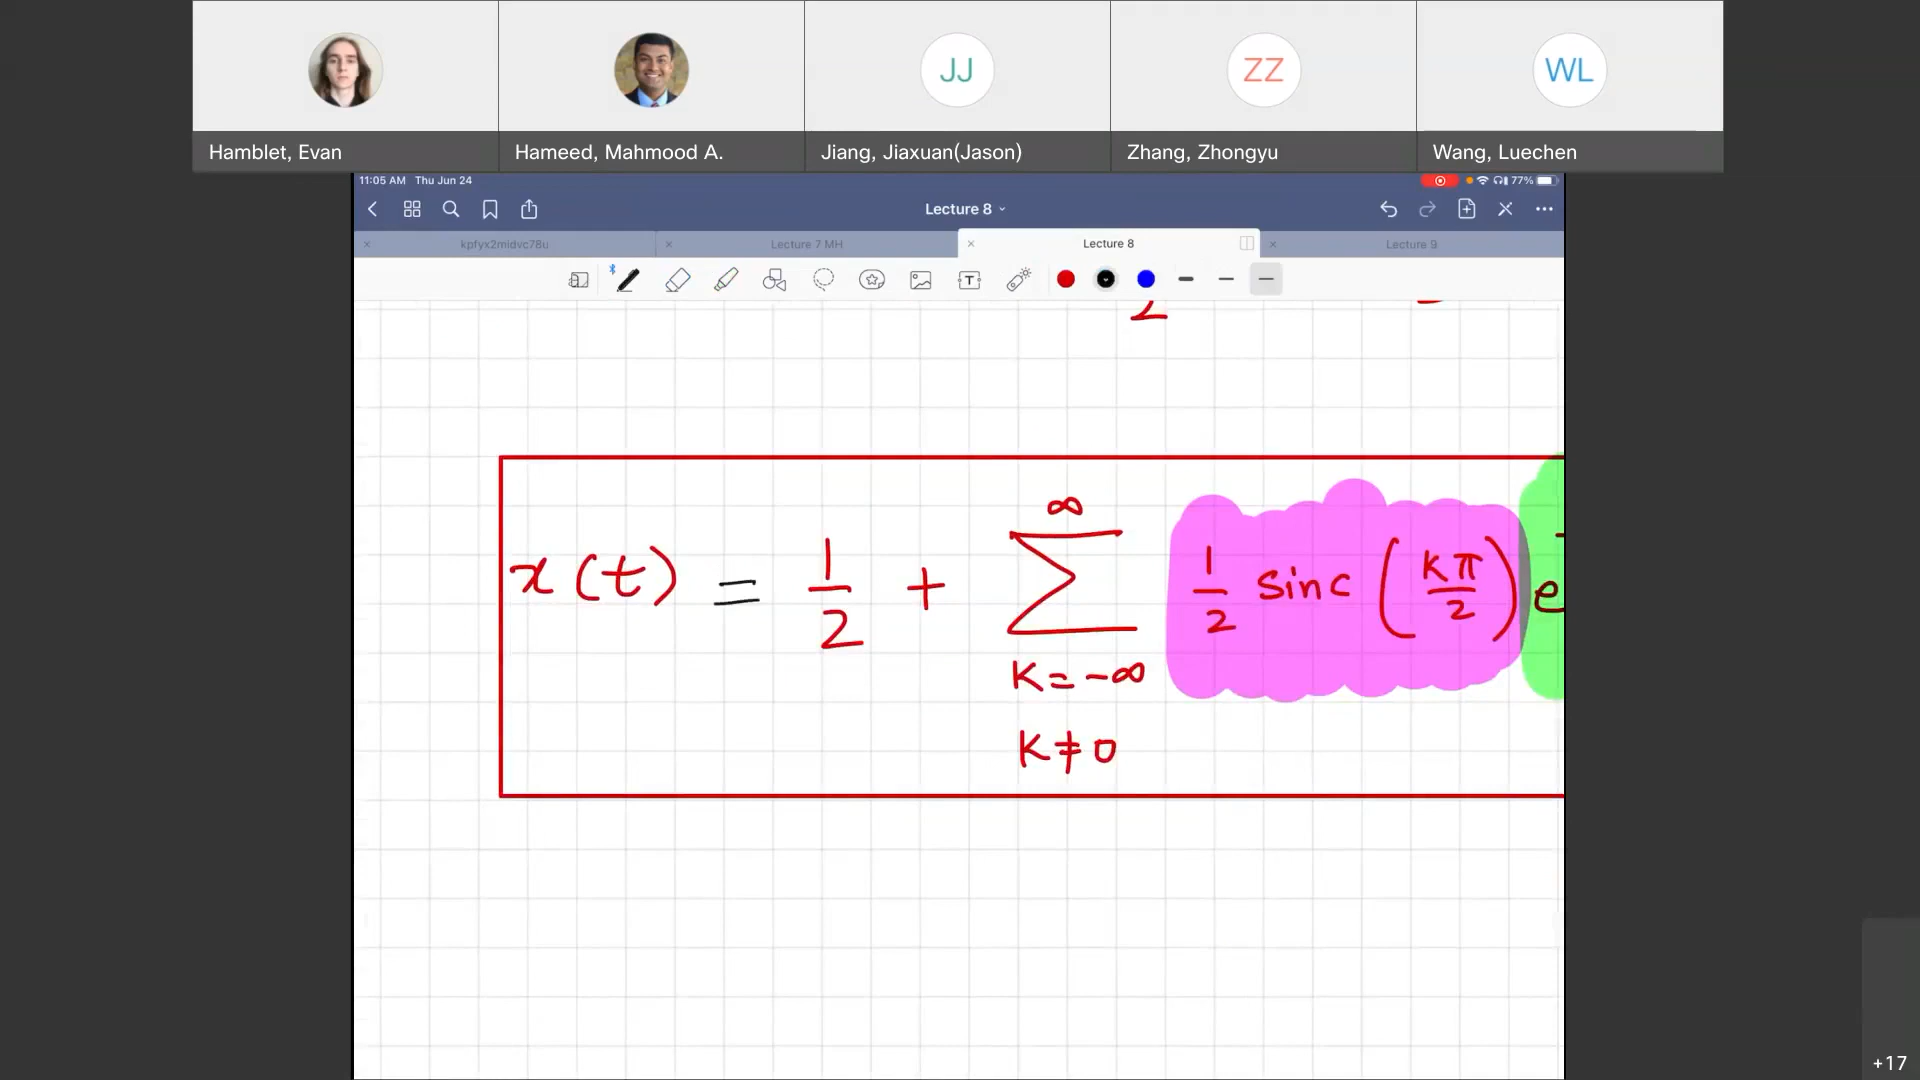 JJ
ZZ
WL
Hamblet, Evan
Hameed, Mahmood A.
Jiang, Jiaxuan(Jason)
Zhang, Zhongyu
Wang, Luechen
11:05 AM Thu Jun 24
77%
Lecture 8
kpfyx2midvc78u
Lecture 7 MH
Lecture 8
Lecture 9
T
2
x(t) = 1/2 + ∑ 1/2 sinc (kπ/2) e
∞
K = -∞
K ≠ 0
+17